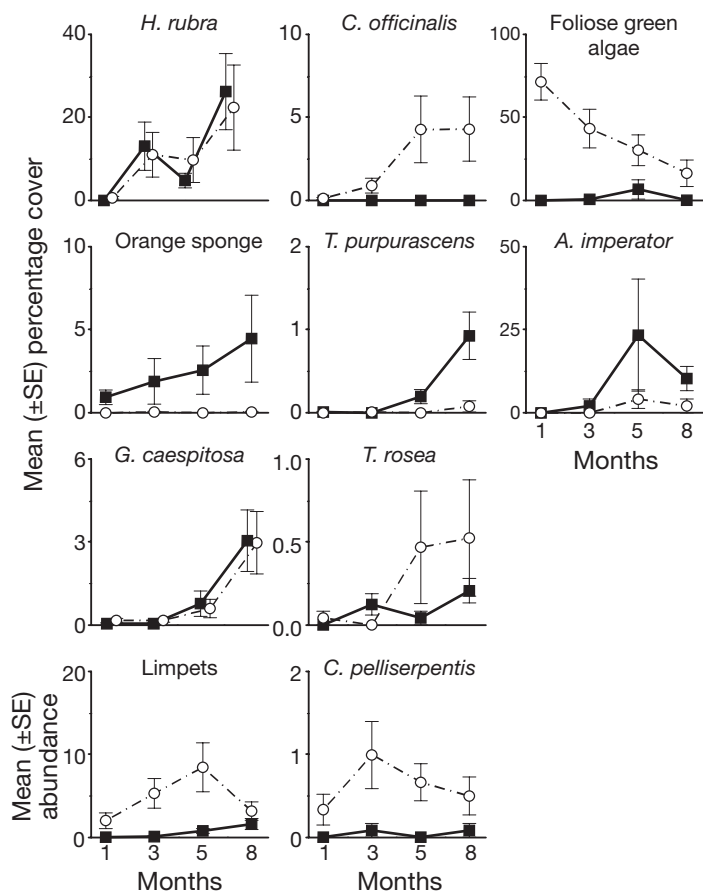 H. rubra
C. officinalis
Foliose green
algae
40
20
0
10
5
0
100
50
0
Orange sponge
T. purpurascens
A. imperator
10
5
0
2
1
0
50
25
0
1 3 5 8
Months
Mean (±SE) percentage cover
G. caespitosa
T. rosea
6
3
0
1.0
0.5
0.0
Limpets
C. pelliserpentis
Mean (±SE)
abundance
20
10
0
2
1
0
1 3 5 8
1 3 5 8
Months
Months